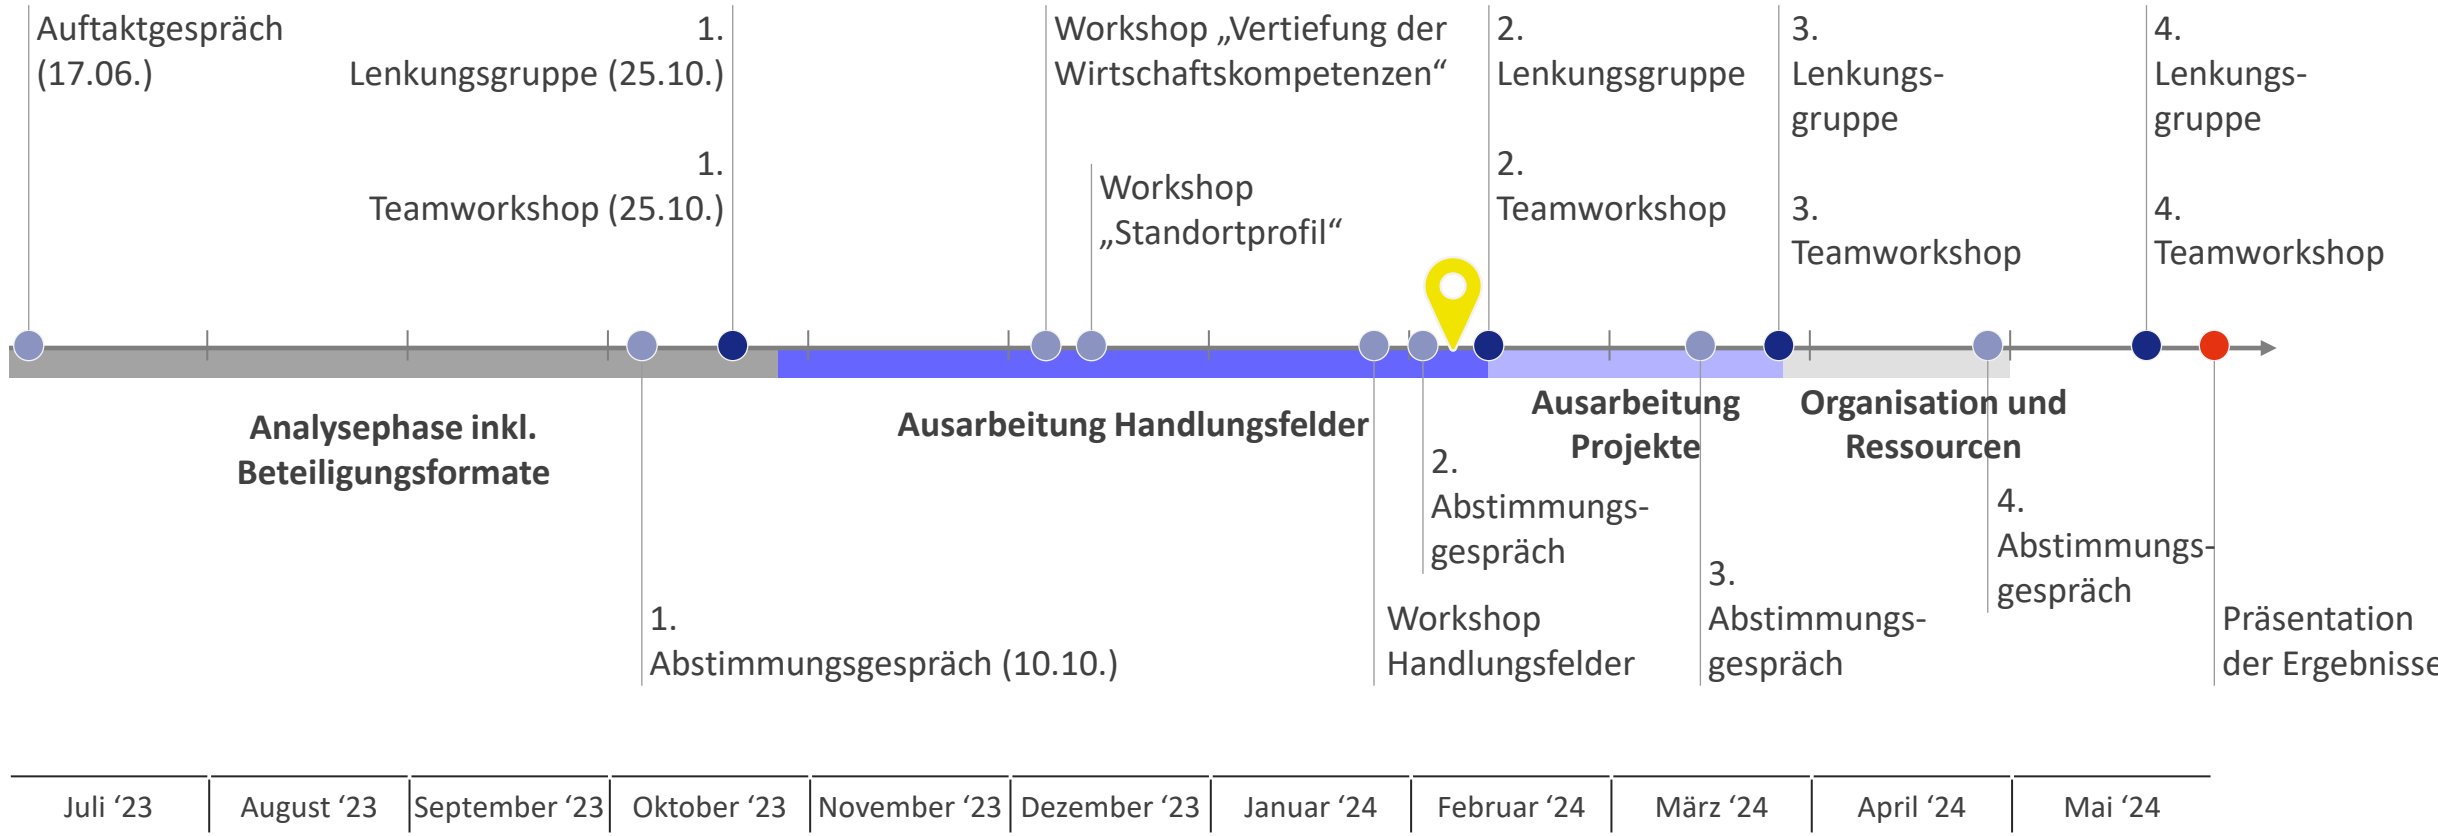 Auftaktgespräch
(17.06.)
1.
Lenkungsgruppe (25.10.)
1.
Teamworkshop (25.10.)
Workshop „Vertiefung der
Wirtschaftskompetenzen“
Workshop
„Standortprofil“
2.
Lenkungsgruppe
2.
Teamworkshop
3.
Lenkungs-
gruppe
3.
Teamworkshop
4.
Lenkungs-
gruppe
4.
Teamworkshop
Analysephase inkl.
Beteiligungsformate
Ausarbeitung Handlungsfelder
Ausarbeitung
Projekte
Organisation und
Ressourcen
1.
Abstimmungsgespräch (10.10.)
Workshop
Handlungsfelder
2.
Abstimmungs-
gespräch
3.
Abstimmungs-
gespräch
4.
Abstimmungs-
gespräch
Präsentation
der Ergebnisse
Juli ‘23
August ‘23
September ‘23
Oktober ‘23
November ‘23
Dezember ‘23
Januar ‘24
Februar ‘24
März ‘24
April ‘24
Mai ‘24